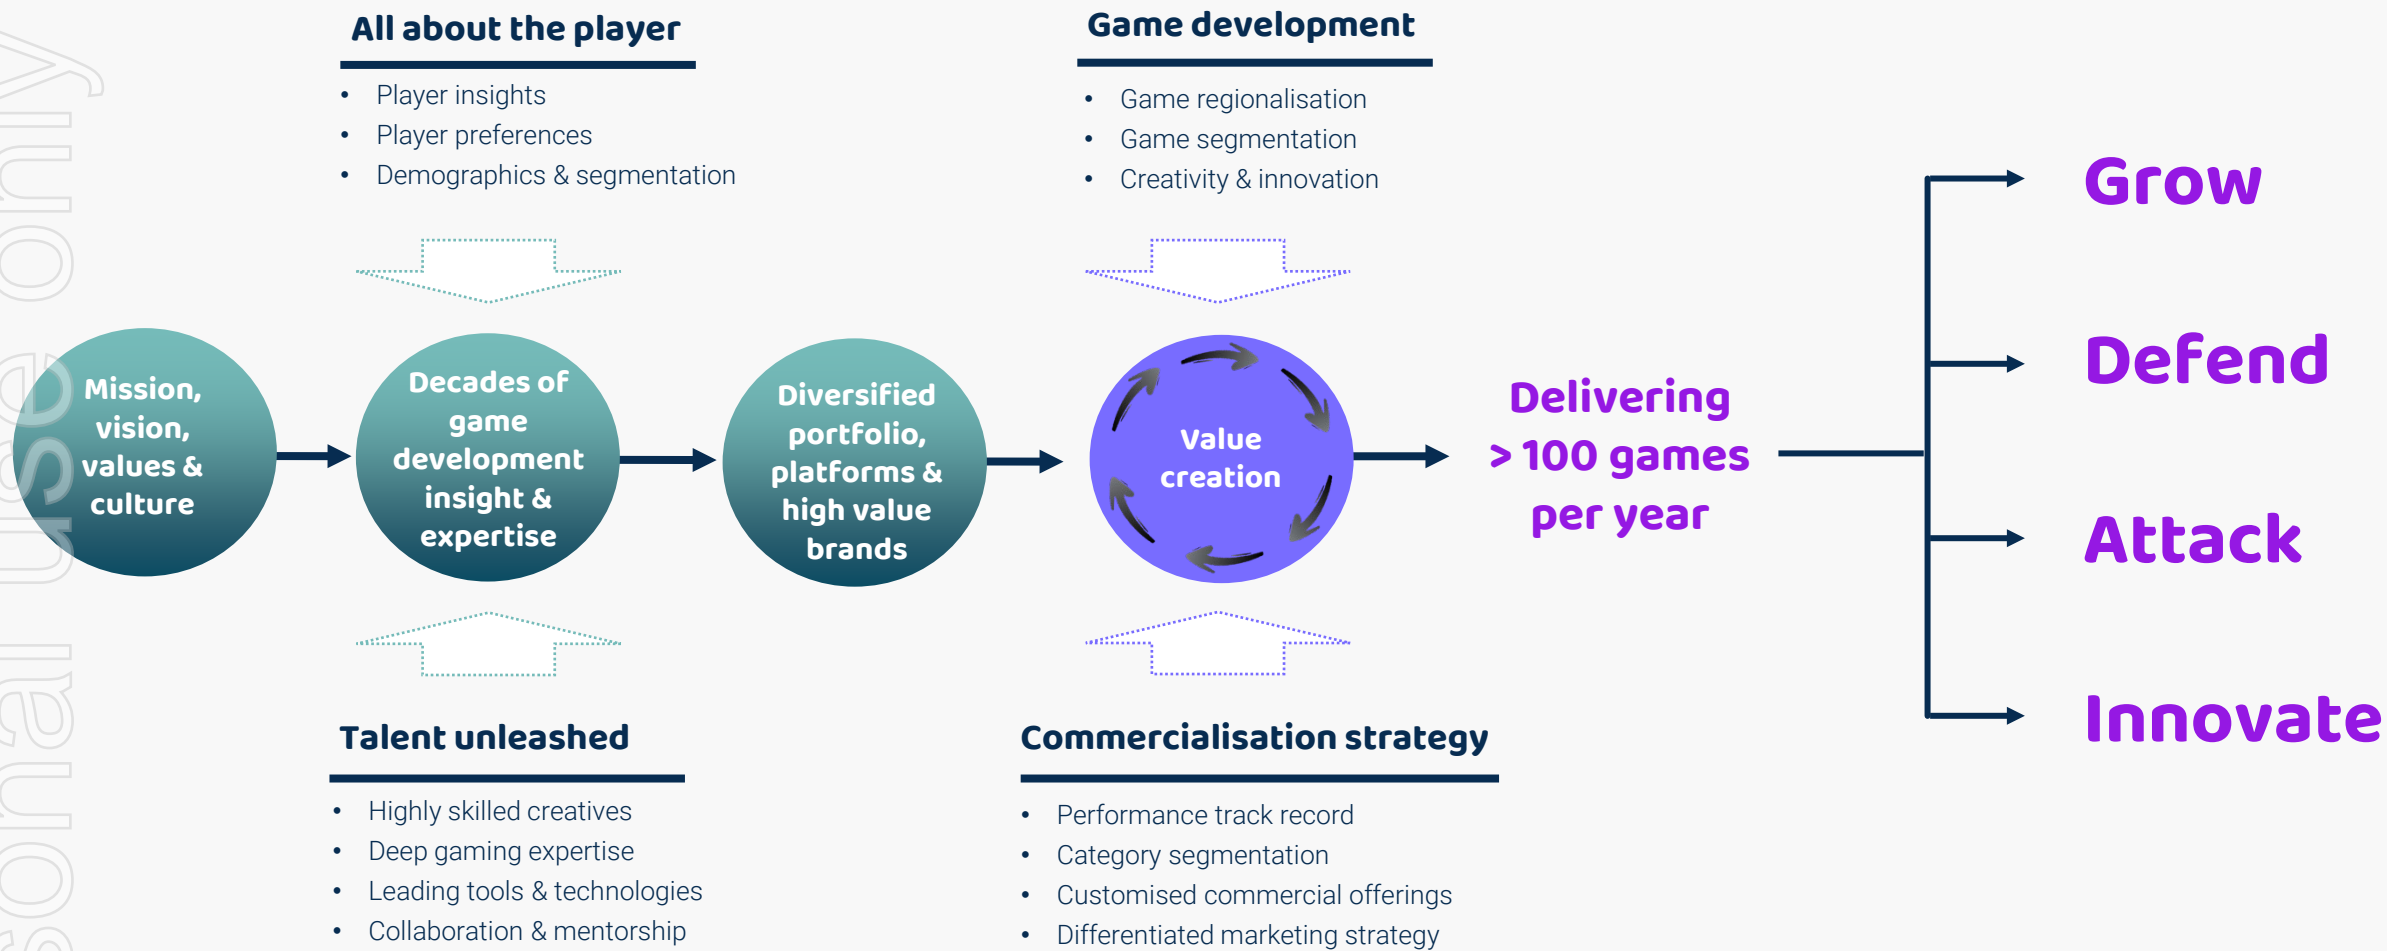 All about the player
• Player insights
• Player preferences
• Demographics & segmentation
Game development
• Game regionalisation
• Game segmentation
• Creativity & innovation
Mission,
vision,
values &
culture
Decades of
game
development
insight &
expertise
Diversified
portfolio,
platforms &
high value
brands
Value
creation
Delivering
> 100 games
per year
Grow
Defend
Attack
Innovate
Talent unleashed
• Highly skilled creatives
• Deep gaming expertise
• Leading tools & technologies
• Collaboration & mentorship
Commercialisation strategy
• Performance track record
• Category segmentation
• Customised commercial offerings
• Differentiated marketing strategy
sonal use only